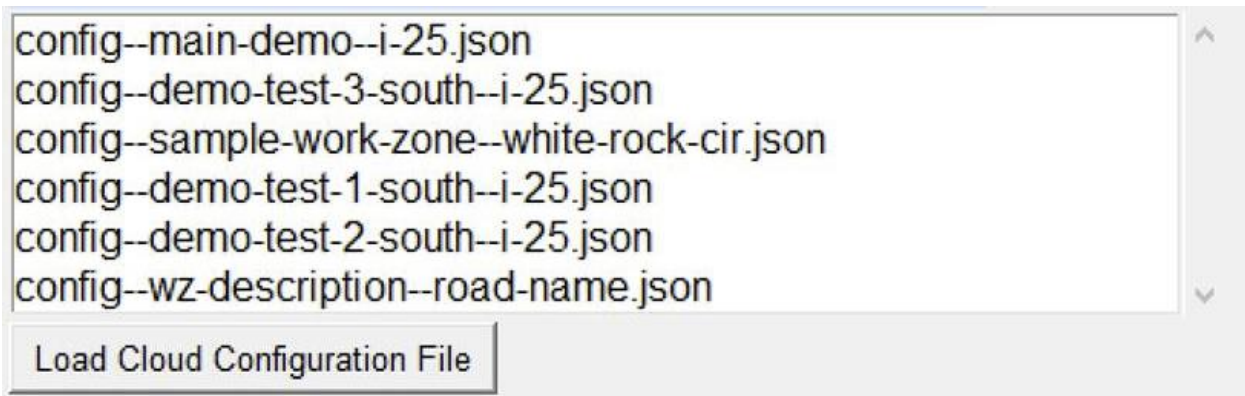 config--main-demo--i-25.json
config--demo-test-3-south--i-25.json
config--sample-work-zone--white-rock-cir.json
config--demo-test-1-south--i-25.json
config--demo-test-2-south--i-25.json
config--wz-description--road-name.json
Load Cloud Configuration File